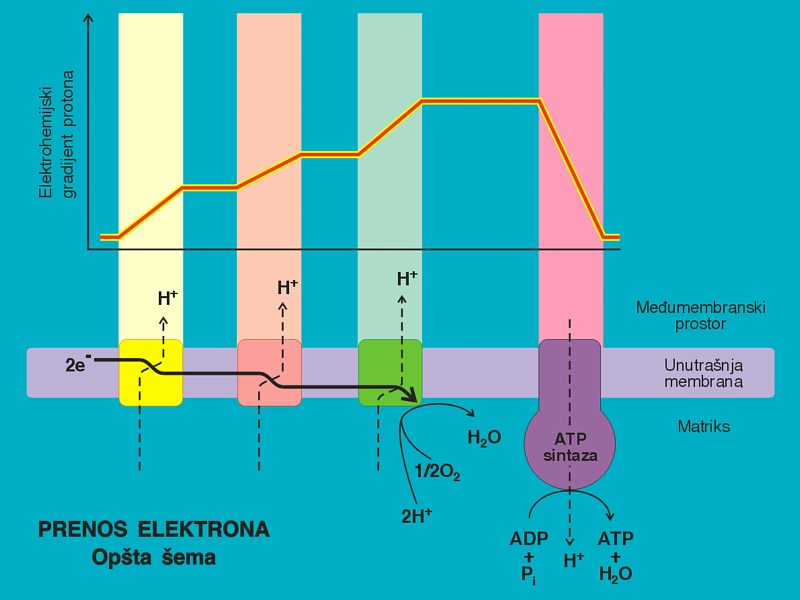 Elektrohemijski
gradijent protona
H⁺
H⁺
H⁺
Međumembranski
prostor
2e⁻
Unutrašnja
membrana
Matriks
H₂O
ATP
sintaza
1/2O₂
2H⁺
PRENOS ELEKTRONA
Opšta šema
ADP
+
Pᵢ
H⁺
ATP
+
H₂O